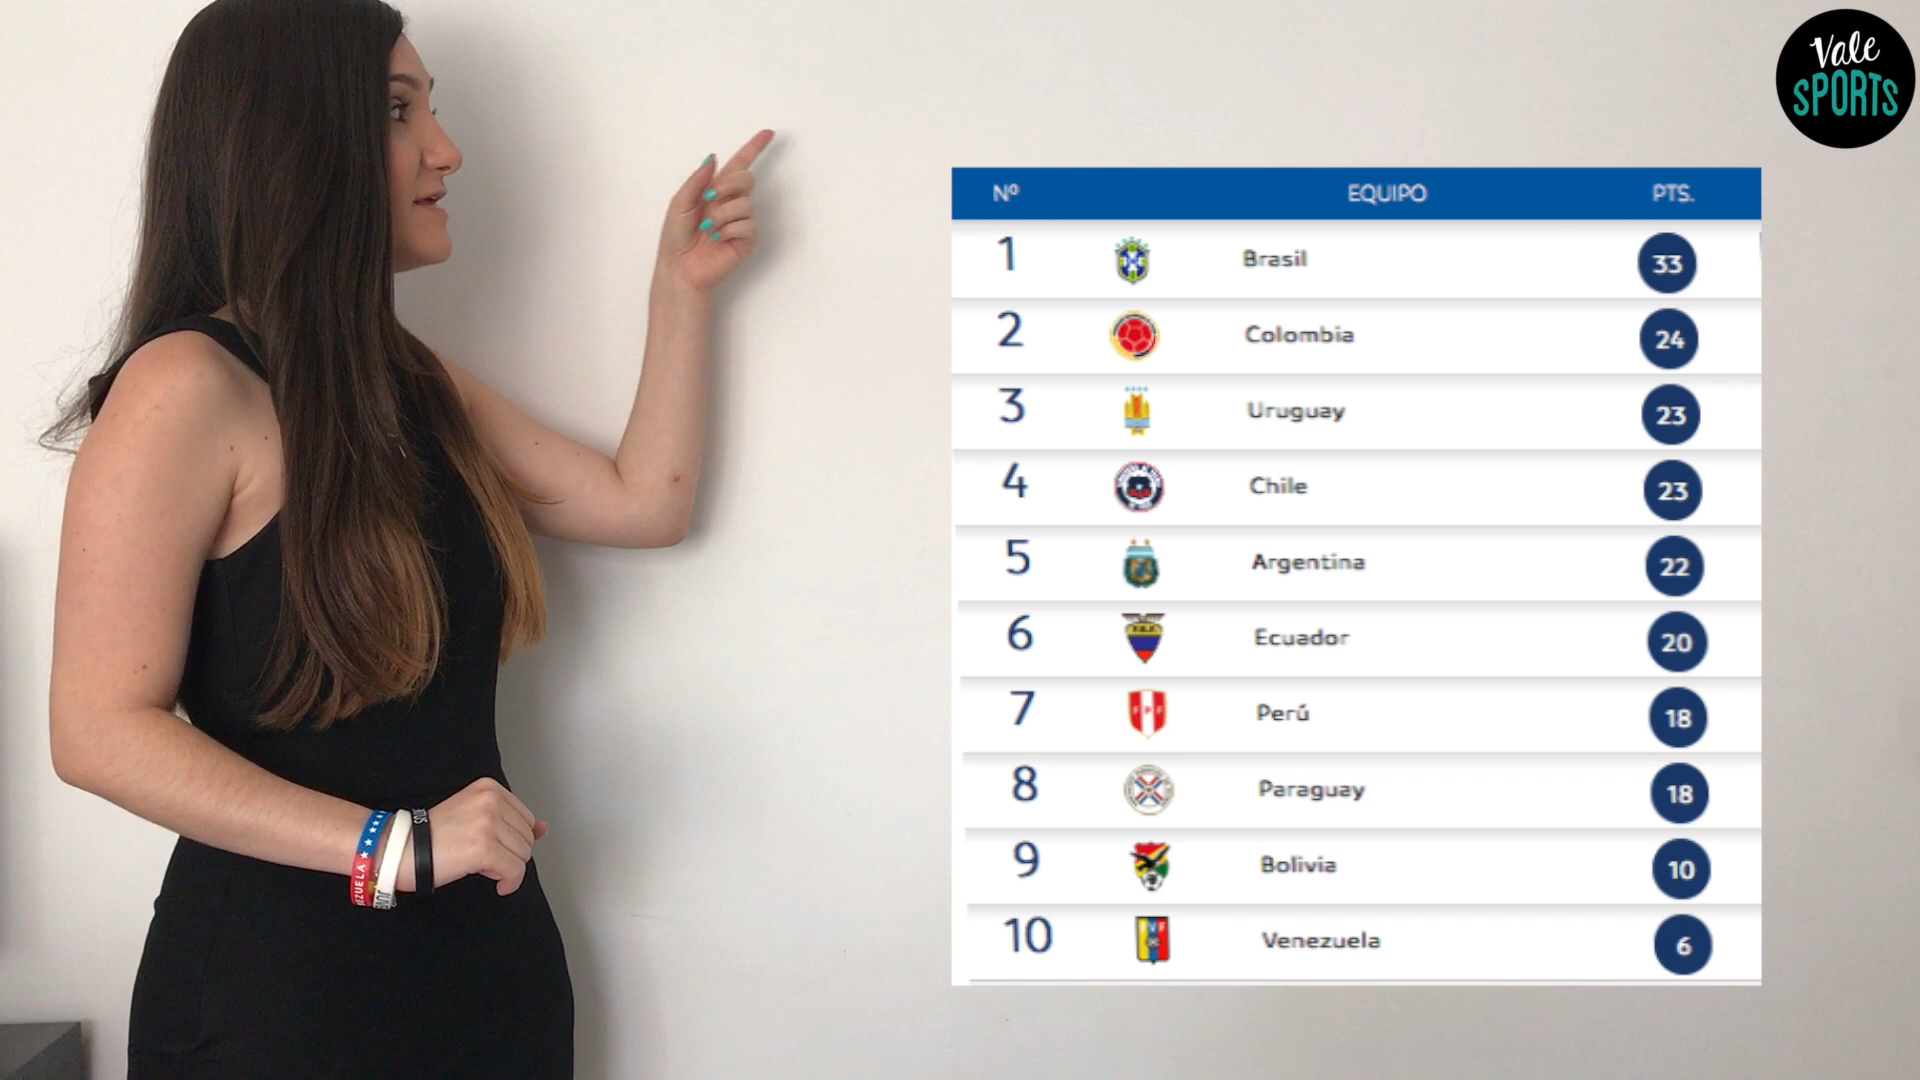 Vale
SPORTS
Nº EQUIPO PTS.
1 Brasil 33
2 Colombia 24
3 Uruguay 23
4 Chile 23
5 Argentina 22
6 Ecuador 20
7 Perú 18
8 Paraguay 18
9 Bolivia 10
10 Venezuela 6
EZUELA